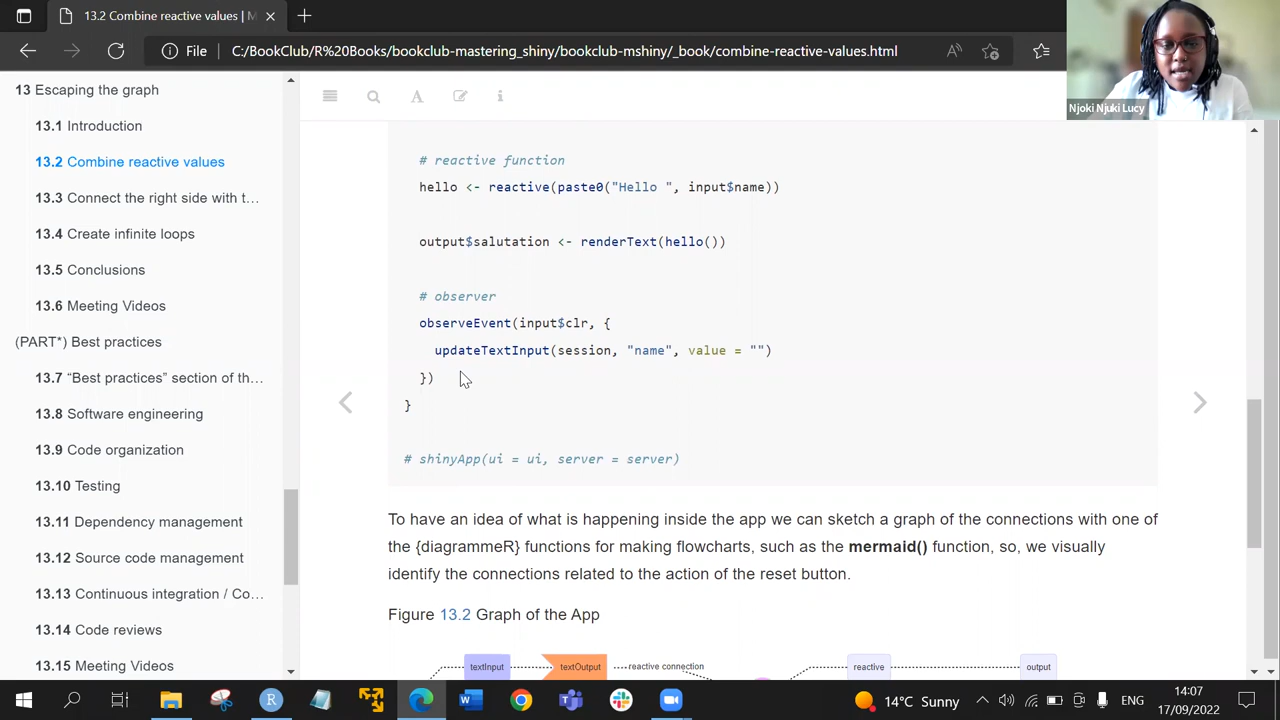 13.2 Combine reactive values | M
File
C:/BookClub/R%20Books/bookclub-mastering_shiny/bookclub-mshiny/_book/combine-reactive-values.html
Njoki Njuki Lucy
13 Escaping the graph
13.1 Introduction
13.2 Combine reactive values
13.3 Connect the right side with t…
13.4 Create infinite loops
13.5 Conclusions
13.6 Meeting Videos
(PART*) Best practices
13.7 “Best practices” section of th…
13.8 Software engineering
13.9 Code organization
13.10 Testing
13.11 Dependency management
13.12 Source code management
13.13 Continuous integration / Co…
13.14 Code reviews
13.15 Meeting Videos
# reactive function
hello <- reactive(paste0("Hello ", input$name))
output$salutation <- renderText(hello())
# observer
observeEvent(input$clr, {
updateTextInput(session, "name", value = "")
})
}
# shinyApp(ui = ui, server = server)
To have an idea of what is happening inside the app we can sketch a graph of the connections with one of
the {diagrammeR} functions for making flowcharts, such as the mermaid() function, so, we visually
identify the connections related to the action of the reset button.
Figure 13.2 Graph of the App
textInput
textOutput
reactive connection
reactive
output
14°C Sunny
ENG
14:07
17/09/2022